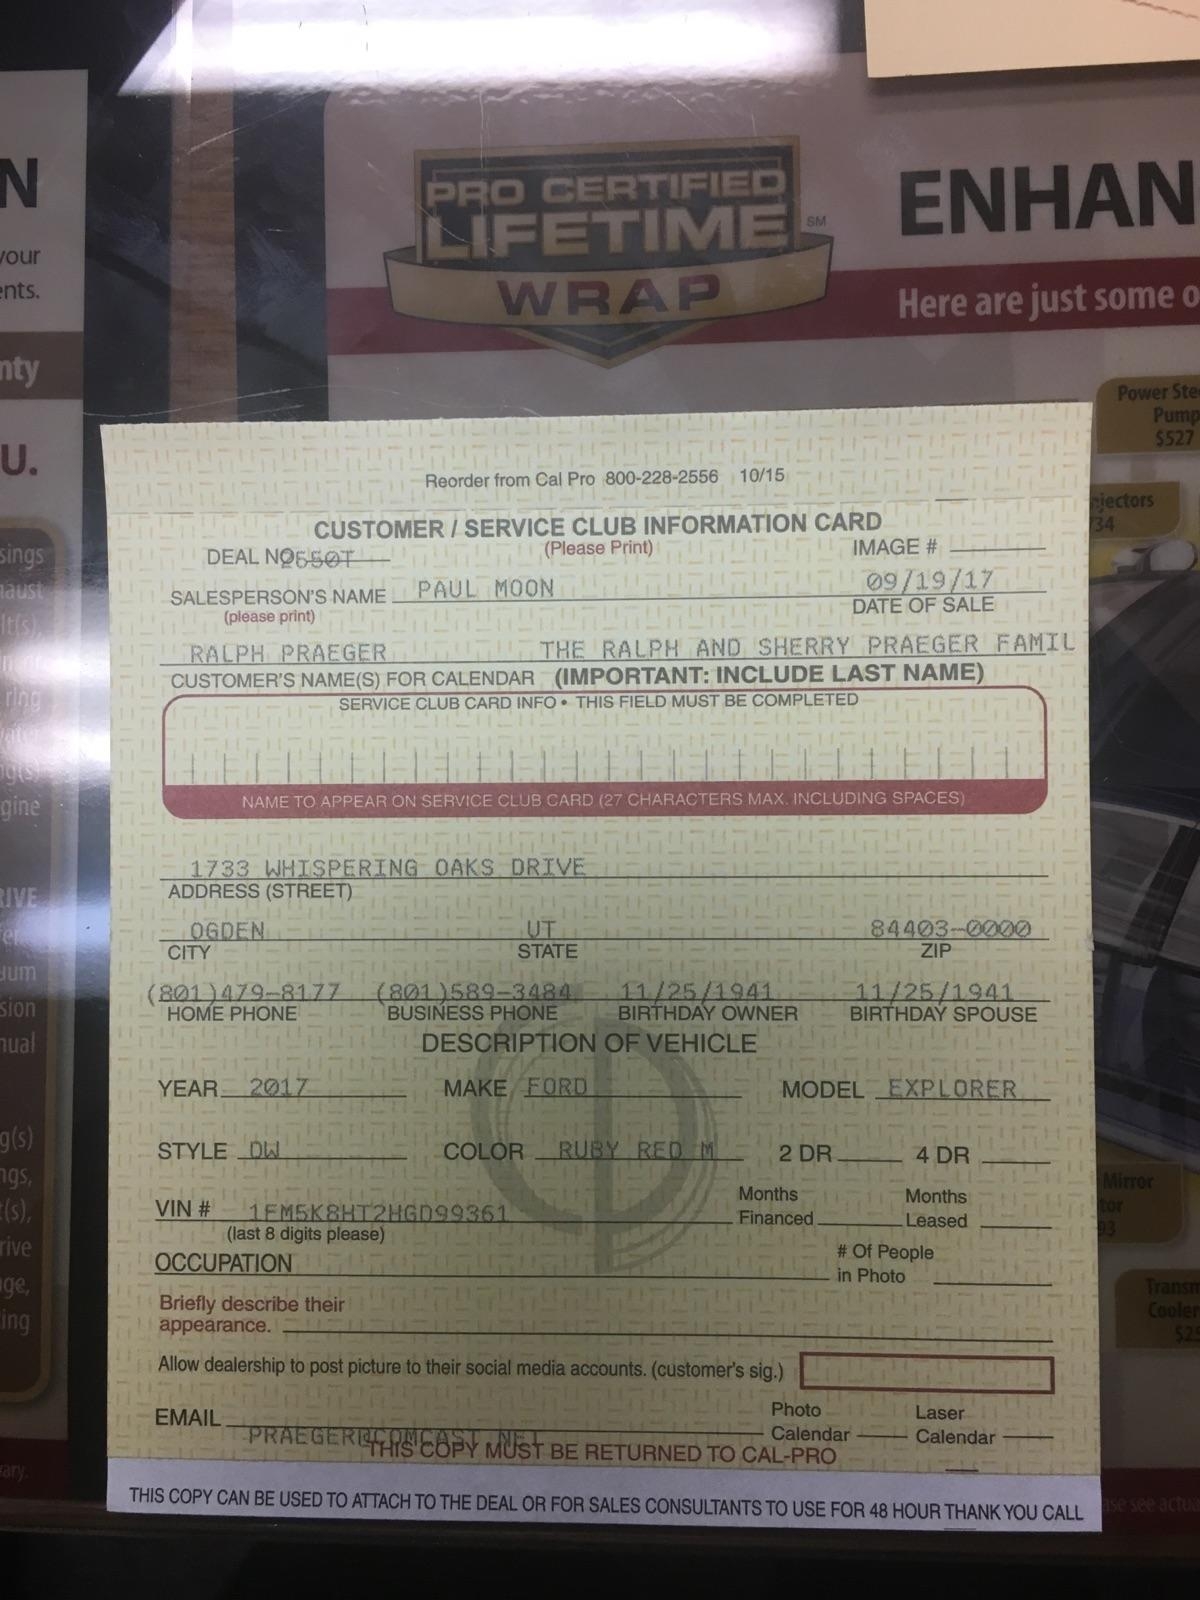 N
your
ents.
nty
U.
PRO CERTIFIED
LIFETIME SM
WRAP
ENHAN
Here are just some o
Power Ste
Pump
$527
Reorder from Cal Pro 800-228-2556 10/15
CUSTOMER / SERVICE CLUB INFORMATION CARD
(Please Print)
DEAL NO
IMAGE #
SALESPERSON'S NAME PAUL MOON 09/19/17
(please print) DATE OF SALE
RALPH PRAEGER THE RALPH AND SHERRY PRAEGER FAMIL
CUSTOMER'S NAME(S) FOR CALENDAR (IMPORTANT: INCLUDE LAST NAME)
SERVICE CLUB CARD INFO • THIS FIELD MUST BE COMPLETED
NAME TO APPEAR ON SERVICE CLUB CARD (27 CHARACTERS MAX. INCLUDING SPACES)
1733 WHISPERING OAKS DRIVE
ADDRESS (STREET)
OGDEN UT 84403-0000
CITY STATE ZIP
(801)479-8177 (801)589-3484 11/25/1941 11/25/1941
HOME PHONE BUSINESS PHONE BIRTHDAY OWNER BIRTHDAY SPOUSE
DESCRIPTION OF VEHICLE
YEAR 2017 MAKE FORD MODEL EXPLORER
STYLE DW COLOR RUBY RED M 2 DR 4 DR
VIN # 1FM5K8HT2HGD99361 Months Financed Months Leased
(last 8 digits please)
OCCUPATION # Of People in Photo
Briefly describe their
appearance.
Allow dealership to post picture to their social media accounts. (customer's sig.)
EMAIL PRAEGER@COMCAST.NET Photo Calendar Laser Calendar
THIS COPY MUST BE RETURNED TO CAL-PRO
THIS COPY CAN BE USED TO ATTACH TO THE DEAL OR FOR SALES CONSULTANTS TO USE FOR 48 HOUR THANK YOU CALL